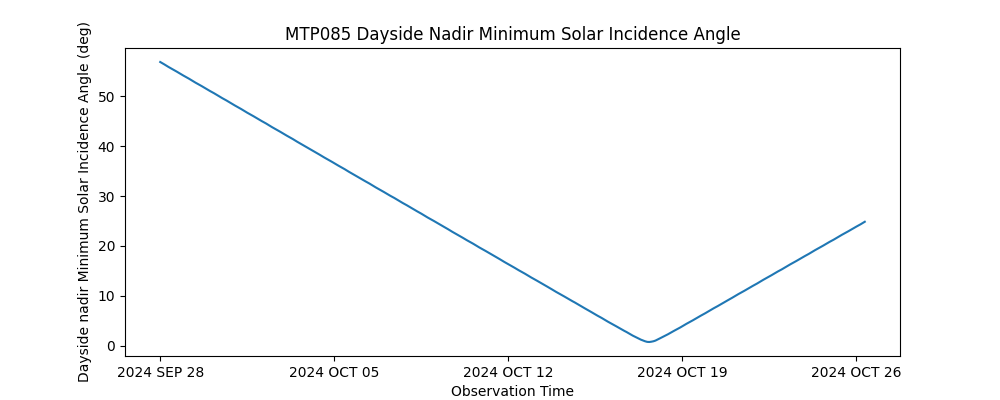 MTP085 Dayside Nadir Minimum Solar Incidence Angle
Dayside nadir Minimum Solar Incidence Angle (deg)
50
40
30
20
10
0
2024 SEP 28
2024 OCT 05
2024 OCT 12
2024 OCT 19
2024 OCT 26
Observation Time